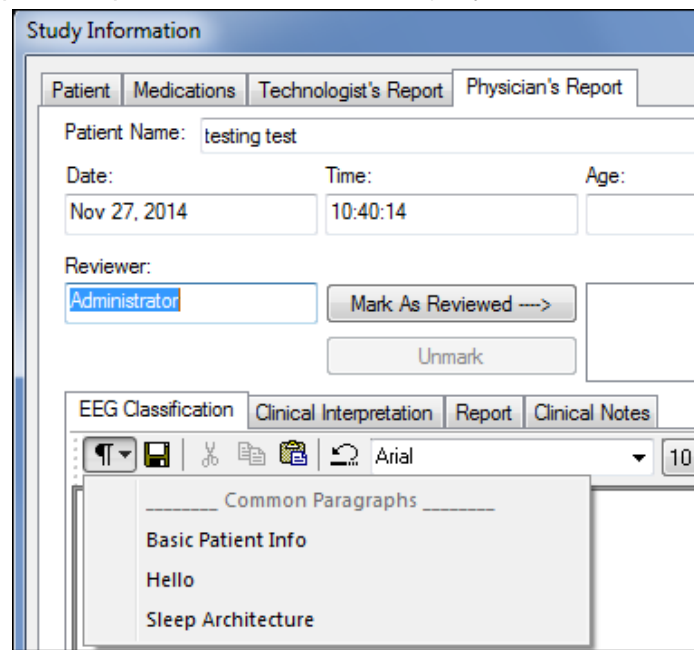 Study Information
Patient Medications Technologist's Report Physician's Report
Patient Name: testing test
Date: Time: Age:
Nov 27, 2014 10:40:14
Reviewer:
Administrator Mark As Reviewed ---->
Unmark
EEG Classification Clinical Interpretation Report Clinical Notes
¶ Arial 10
________ Common Paragraphs ________
Basic Patient Info
Hello
Sleep Architecture